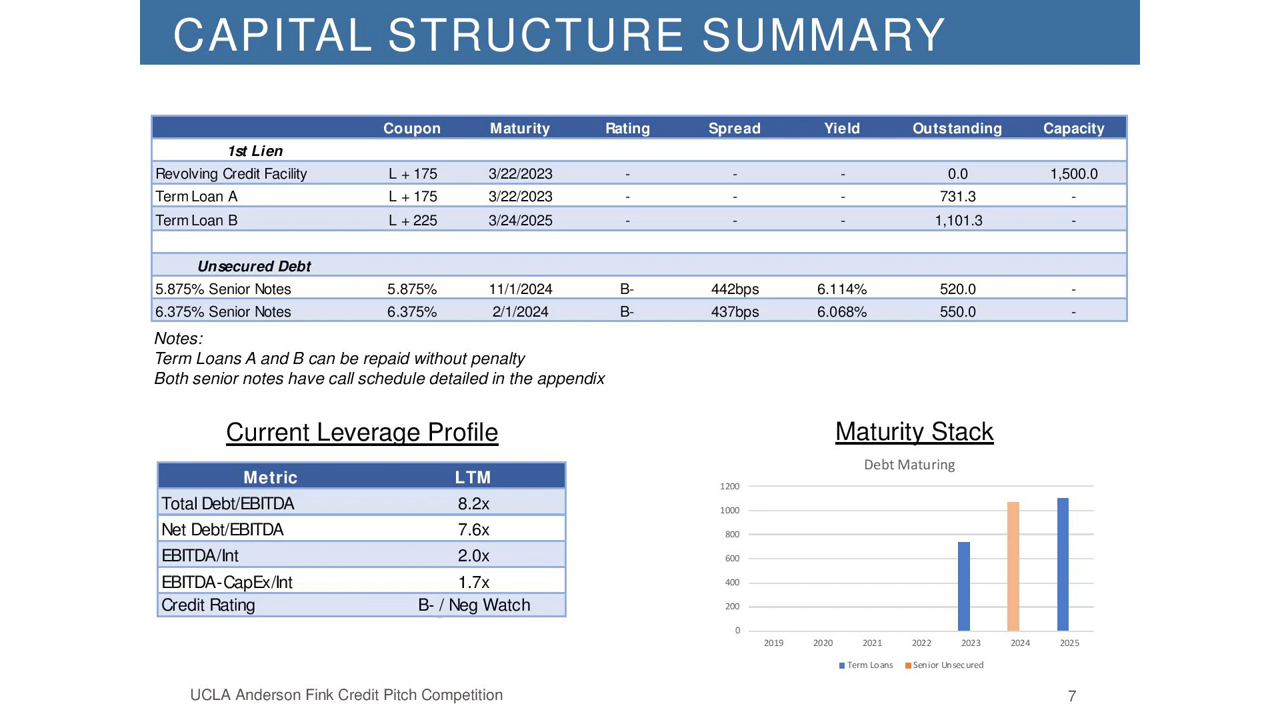 CAPITAL STRUCTURE SUMMARY
Coupon Maturity Rating Spread Yield Outstanding Capacity
1st Lien
Revolving Credit Facility L + 175 3/22/2023 - - - 0.0 1,500.0
Term Loan A L + 175 3/22/2023 - - - 731.3 -
Term Loan B L + 225 3/24/2025 - - - 1,101.3 -
Unsecured Debt
5.875% Senior Notes 5.875% 11/1/2024 B- 442bps 6.114% 520.0 -
6.375% Senior Notes 6.375% 2/1/2024 B- 437bps 6.068% 550.0 -
Notes:
Term Loans A and B can be repaid without penalty
Both senior notes have call schedule detailed in the appendix
Current Leverage Profile
Metric LTM
Total Debt/EBITDA 8.2x
Net Debt/EBITDA 7.6x
EBITDA/Int 2.0x
EBITDA-CapEx/Int 1.7x
Credit Rating B- / Neg Watch
Maturity Stack
Debt Maturing
1200
1000
800
600
400
200
0
2019 2020 2021 2022 2023 2024 2025
Term Loans Senior Unsecured
UCLA Anderson Fink Credit Pitch Competition
7